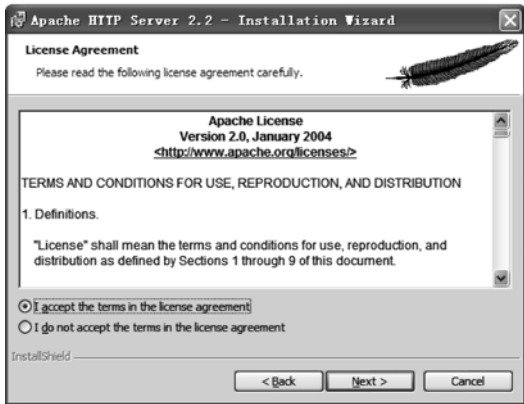 Apache HTTP Server 2.2 - Installation Wizard
License Agreement
Please read the following license agreement carefully.
Apache License
Version 2.0, January 2004
<http://www.apache.org/licenses/>
TERMS AND CONDITIONS FOR USE, REPRODUCTION, AND DISTRIBUTION
1. Definitions.
"License" shall mean the terms and conditions for use, reproduction, and
distribution as defined by Sections 1 through 9 of this document.
I accept the terms in the license agreement
I do not accept the terms in the license agreement
InstallShield
< Back Next > Cancel